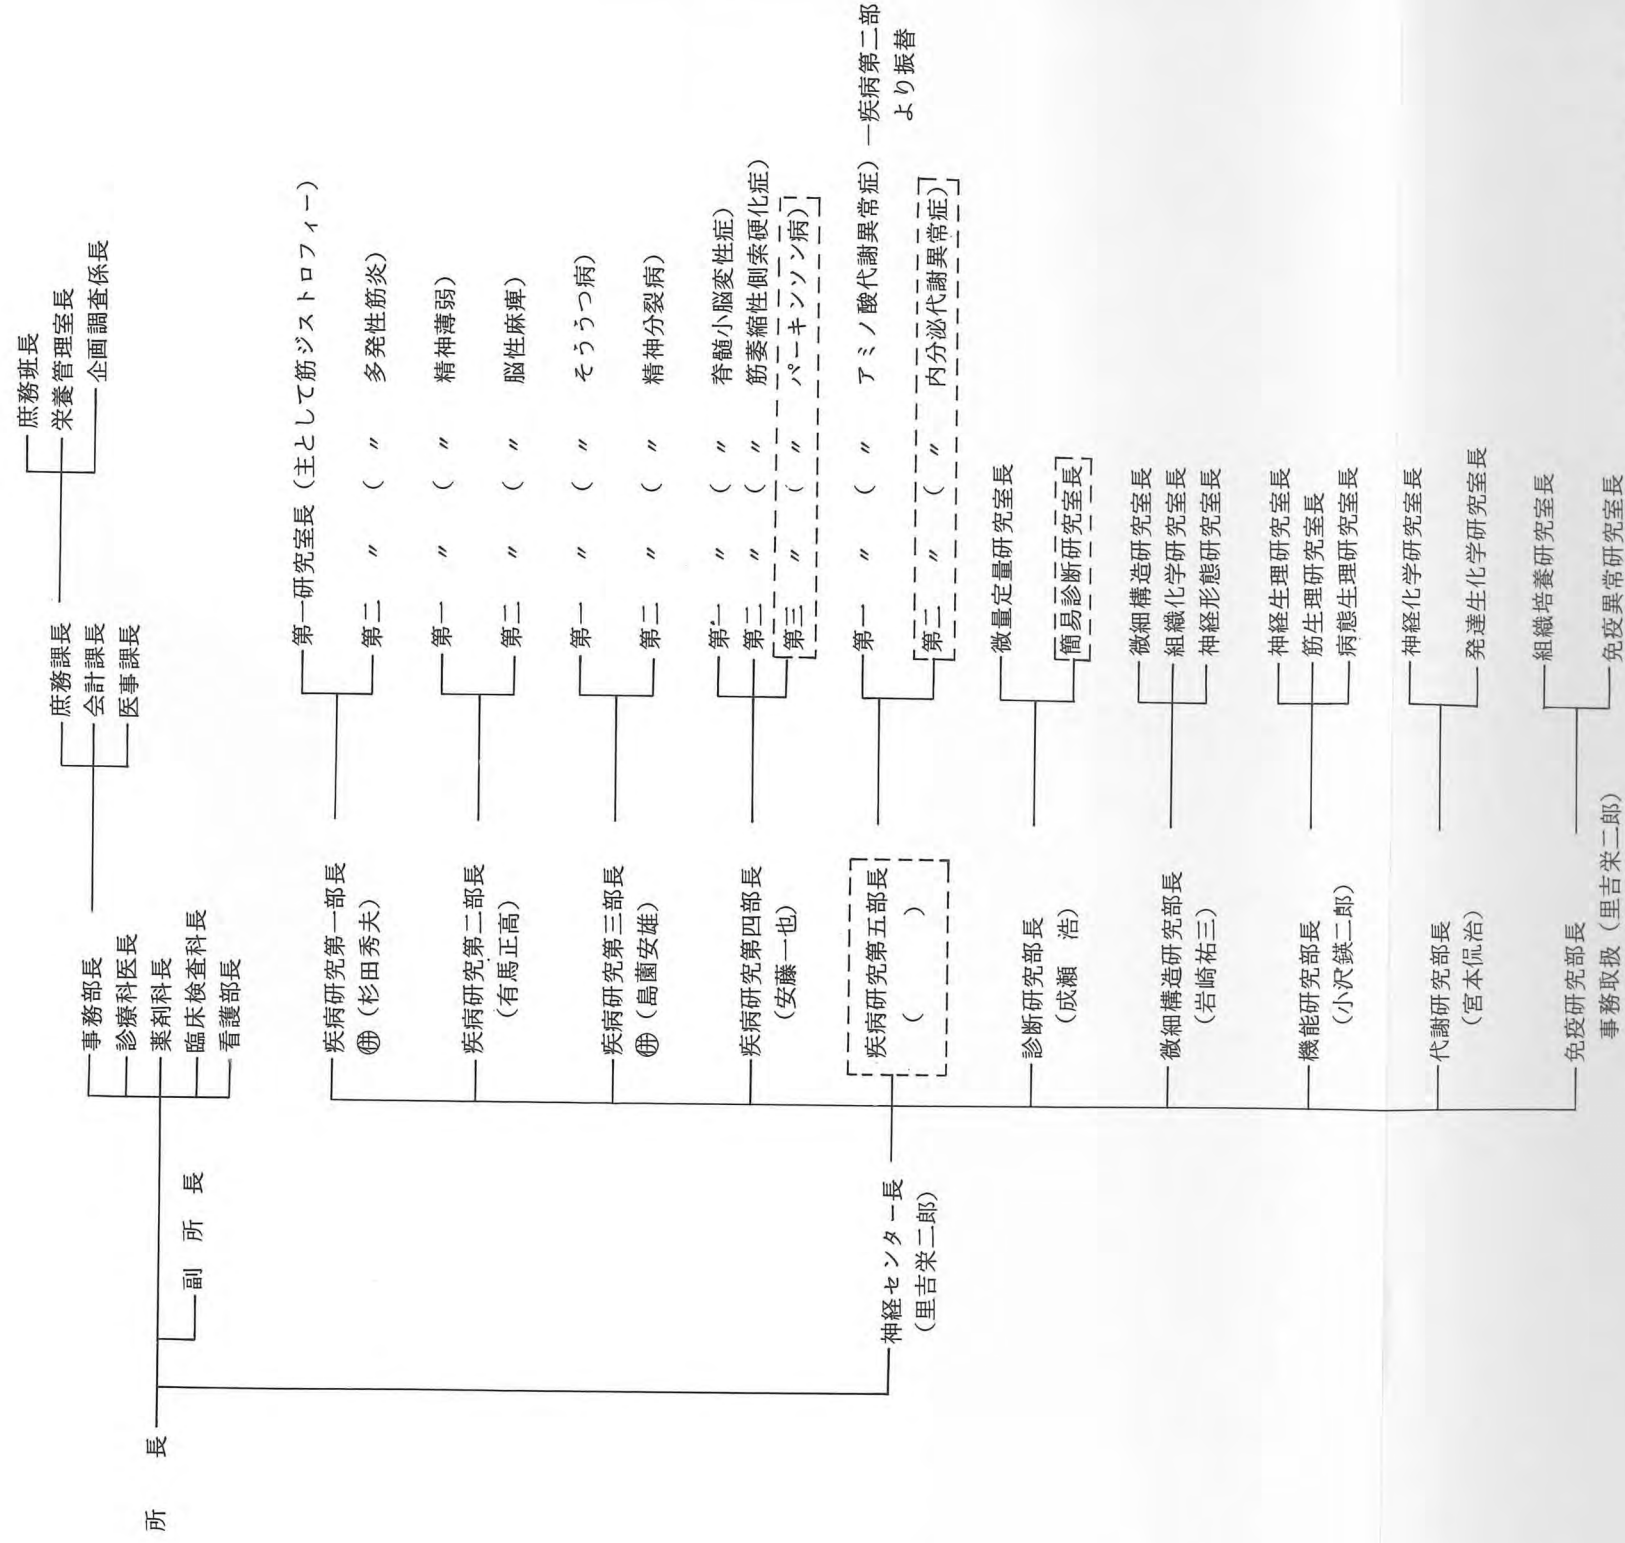 所　長
副　所　長
事務部長
診療科医長
薬剤科長
臨床検査科長
看護部長
庶務課長
会計課長
医事課長
庶務班長
栄養管理室長
企画調査係長
神経センター長
（里吉栄二郎）
疾病研究第一部長
㊡（杉田秀夫）
第一研究室長（主として筋ジストロフィー）
第二　〃　（　〃　多発性筋炎）
疾病研究第二部長
（有馬正高）
第一　〃　（　〃　精神薄弱）
第二　〃　（　〃　脳性麻痺）
疾病研究第三部長
㊡（島薗安雄）
第一　〃　（　〃　そううつ病）
第二　〃　（　〃　精神分裂病）
疾病研究第四部長
（安藤一也）
第一　〃　（　〃　脊髄小脳変性症）
第二　〃　（　〃　筋萎縮性側索硬化症）
第三　〃　（　〃　パーキンソン病）
疾病研究第五部長
（　　　）
第一　〃　（　〃　アミノ酸代謝異常症）―疾病第二部
より振替
第二　〃　（　〃　内分泌代謝異常症）
診断研究部長
（成瀬　浩）
微量定量研究室長
簡易診断研究室長
微細構造研究部長
（岩崎祐三）
微細構造研究室長
組織化学研究室長
神経形態研究室長
機能研究部長
（小沢鍈二郎）
神経生理研究室長
筋生理研究室長
病態生理研究室長
代謝研究部長
（宮本侃治）
神経化学研究室長
発達生化学研究室長
免疫研究部長
事務取扱（里吉栄二郎）
組織培養研究室長
免疫異常研究室長